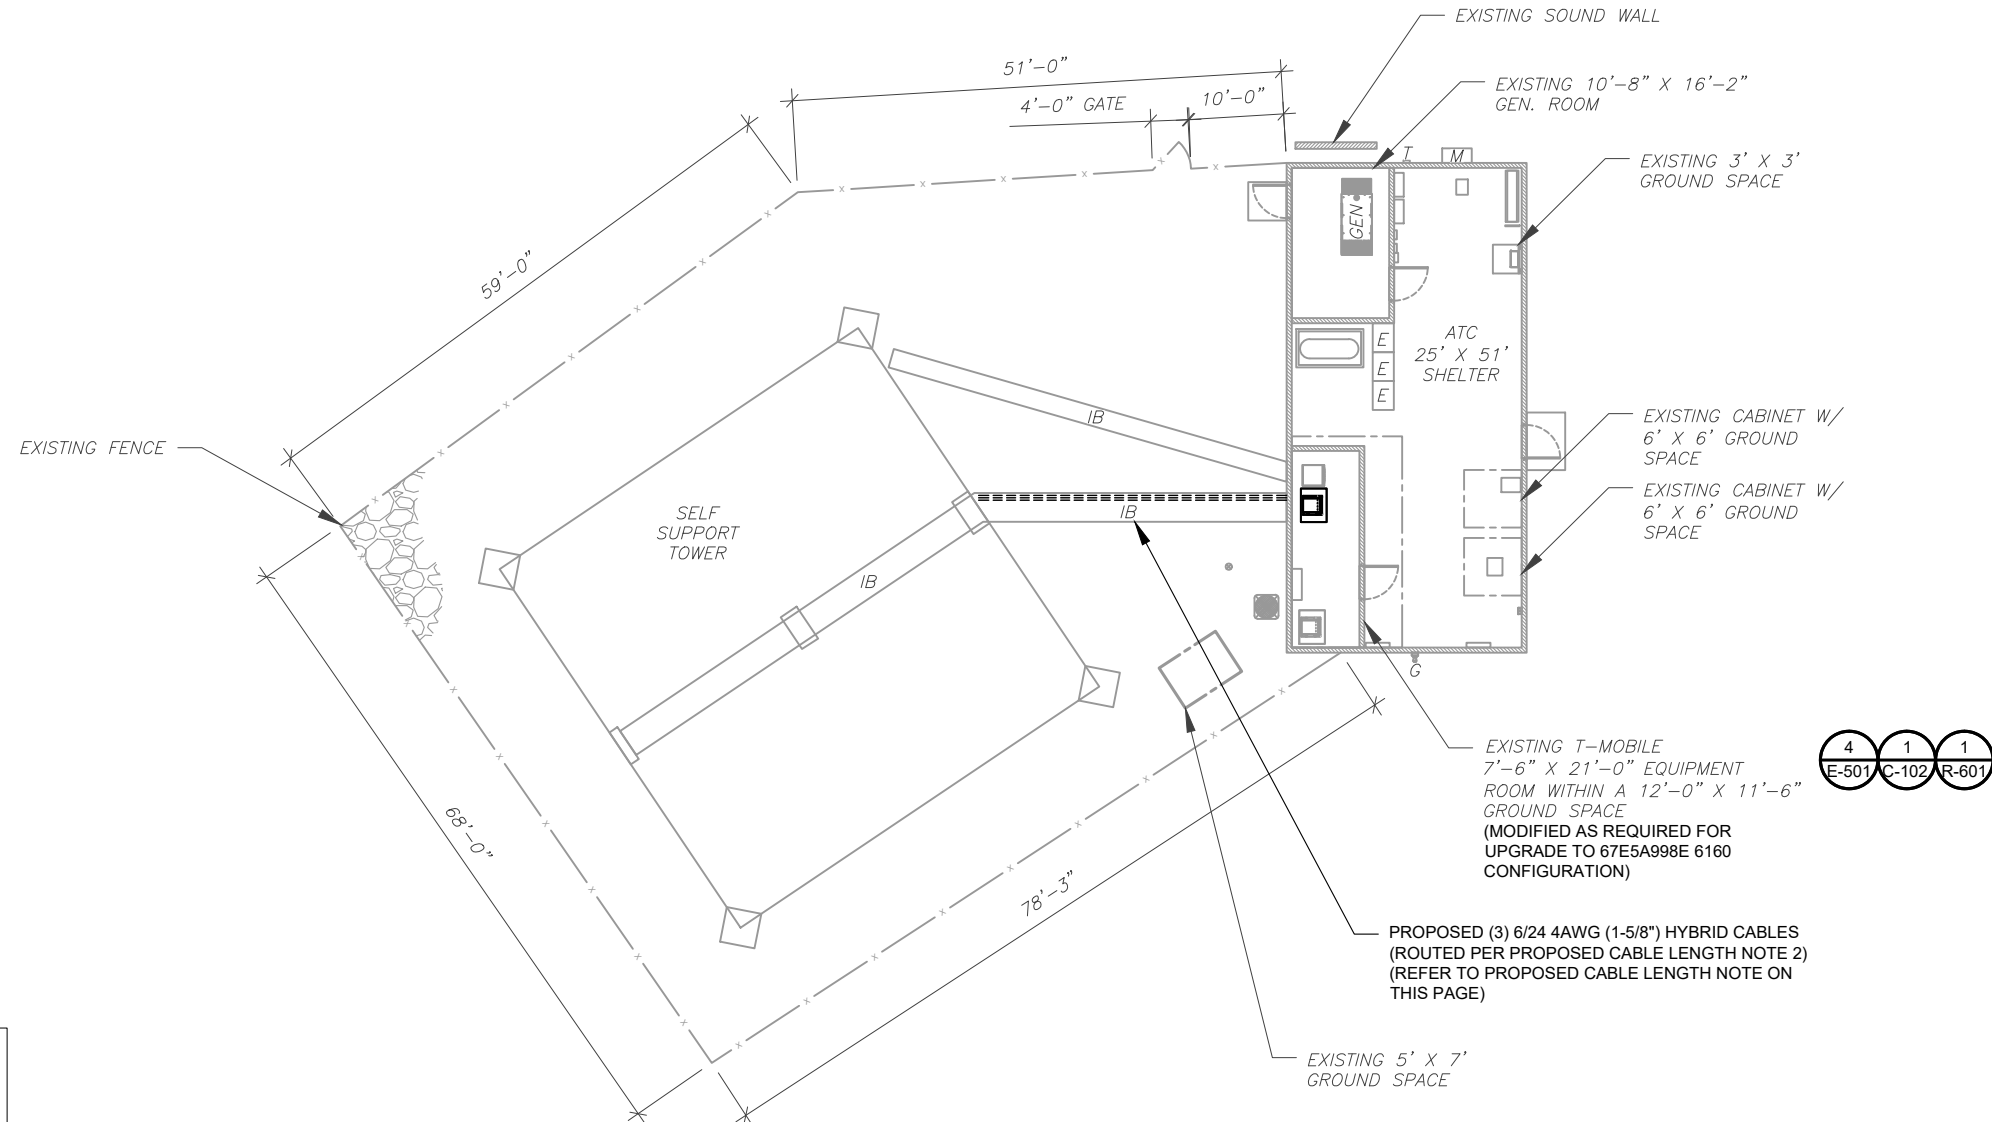 EXISTING SOUND WALL
51'-0"
EXISTING 10'-8" X 16'-2"
GEN. ROOM
4'-0" GATE
10'-0"
I
M
EXISTING 3' X 3'
GROUND SPACE
GEN
59'-0"
ATC
25' X 51'
SHELTER
E
E
E
IB
EXISTING CABINET W/
6' X 6' GROUND
SPACE
EXISTING FENCE
EXISTING CABINET W/
6' X 6' GROUND
SPACE
SELF
SUPPORT
TOWER
IB
IB
G
EXISTING T-MOBILE
7'-6" X 21'-0" EQUIPMENT
ROOM WITHIN A 12'-0" X 11'-6"
GROUND SPACE
(MODIFIED AS REQUIRED FOR
UPGRADE TO 67E5A998E 6160
CONFIGURATION)
4
E-501
1
C-102
1
R-601
68'-0"
78'-3"
PROPOSED (3) 6/24 4AWG (1-5/8") HYBRID CABLES
(ROUTED PER PROPOSED CABLE LENGTH NOTE 2)
(REFER TO PROPOSED CABLE LENGTH NOTE ON
THIS PAGE)
EXISTING 5' X 7'
GROUND SPACE